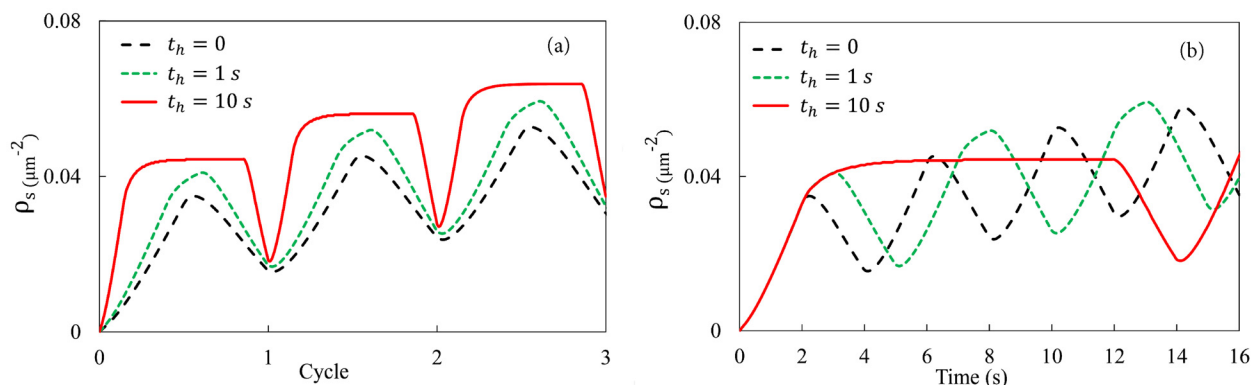 0.08
(a)
t_h = 0
t_h = 1 s
t_h = 10 s
0.04
ρ_s (μm⁻²)
0
0
1
2
3
Cycle
0.08
(b)
t_h = 0
t_h = 1 s
t_h = 10 s
0.04
ρ_s (μm⁻²)
0
0 2 4 6 8 10 12 14 16
Time (s)